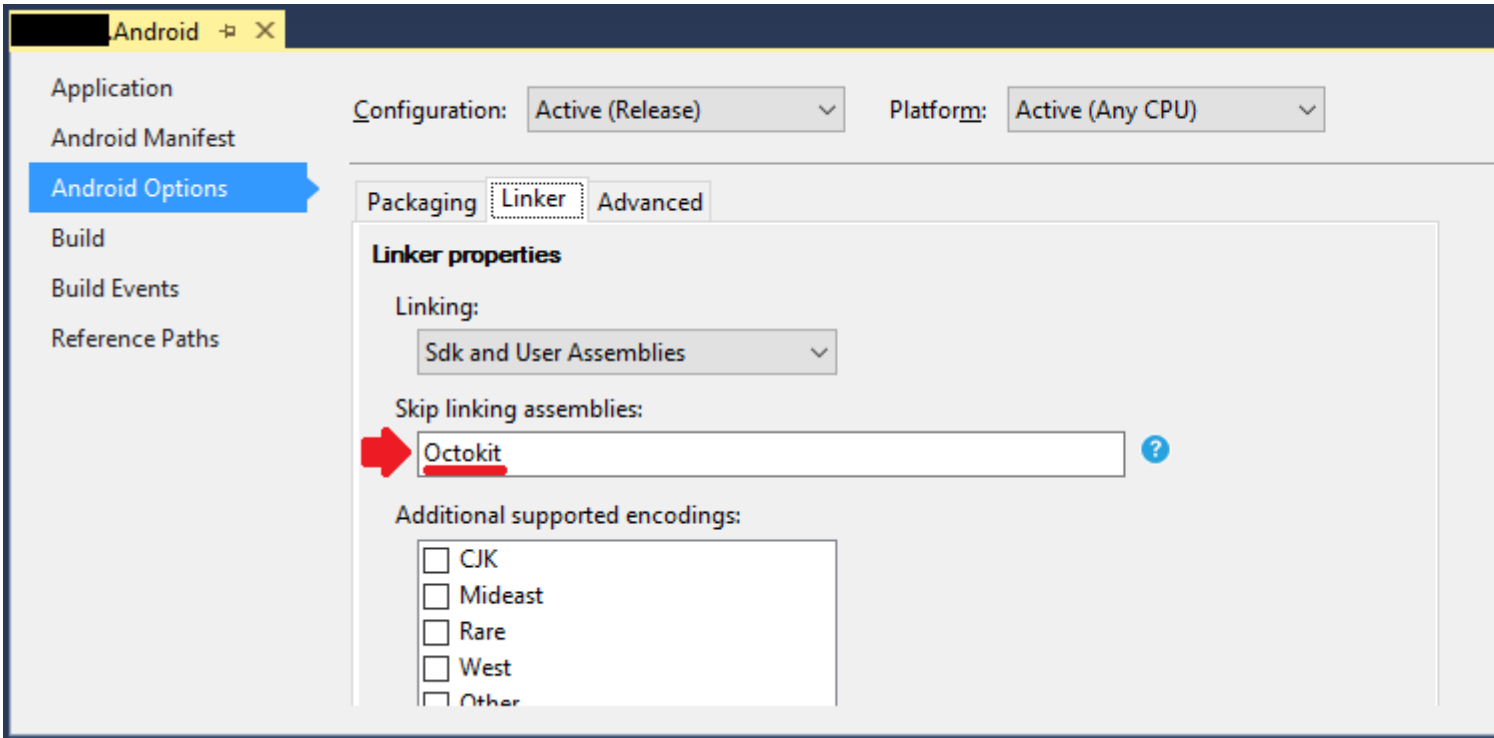 .Android
Application
Android Manifest
Android Options
Build
Build Events
Reference Paths
Configuration: Active (Release) Platform: Active (Any CPU)
Packaging Linker Advanced
Linker properties
Linking:
Sdk and User Assemblies
Skip linking assemblies:
Octokit
?
Additional supported encodings:
CJK
Mideast
Rare
West
Other